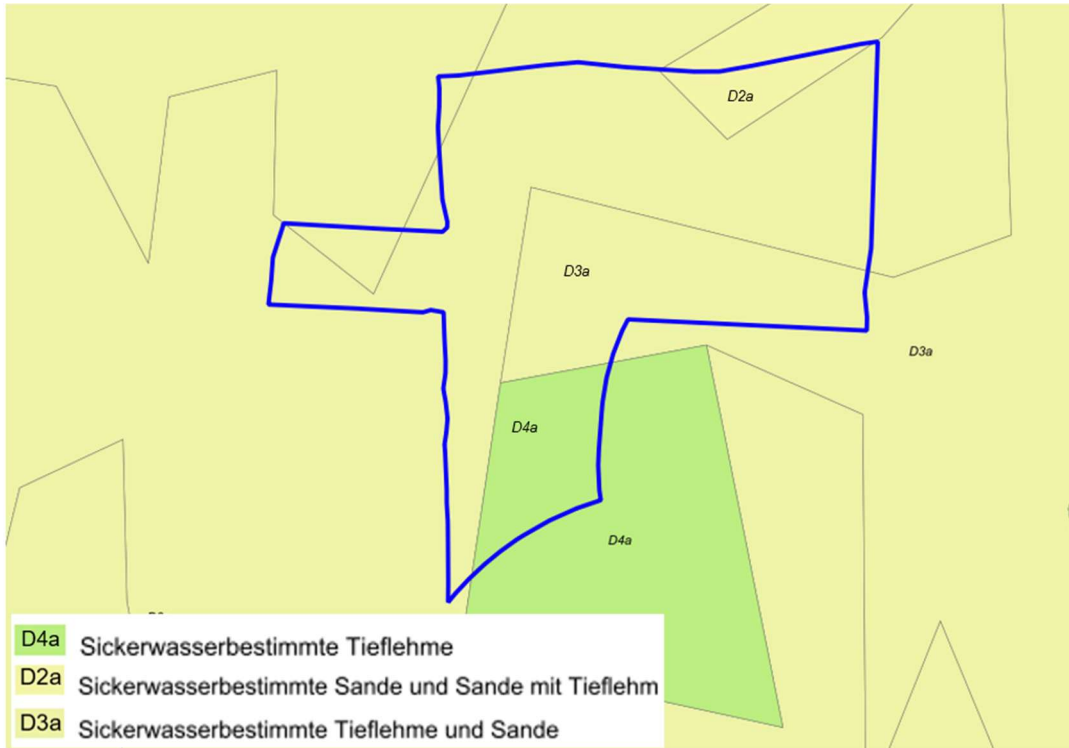 D2a
D3a
D3a
D4a
D4a
D4a Sickerwasserbestimmte Tieflehme
D2a Sickerwasserbestimmte Sande und Sande mit Tieflehm
D3a Sickerwasserbestimmte Tieflehme und Sande